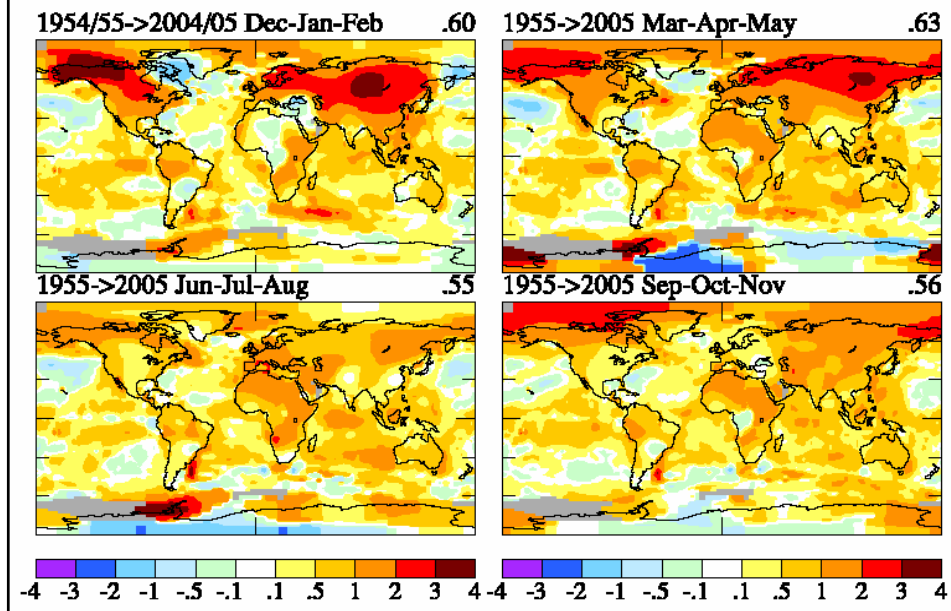 1954/55->2004/05 Dec-Jan-Feb .60
1955->2005 Mar-Apr-May .63
1955->2005 Jun-Jul-Aug .55
1955->2005 Sep-Oct-Nov .56
-4 -3 -2 -1 -.5 -.1 .1 .5 1 2 3 4
-4 -3 -2 -1 -.5 -.1 .1 .5 1 2 3 4